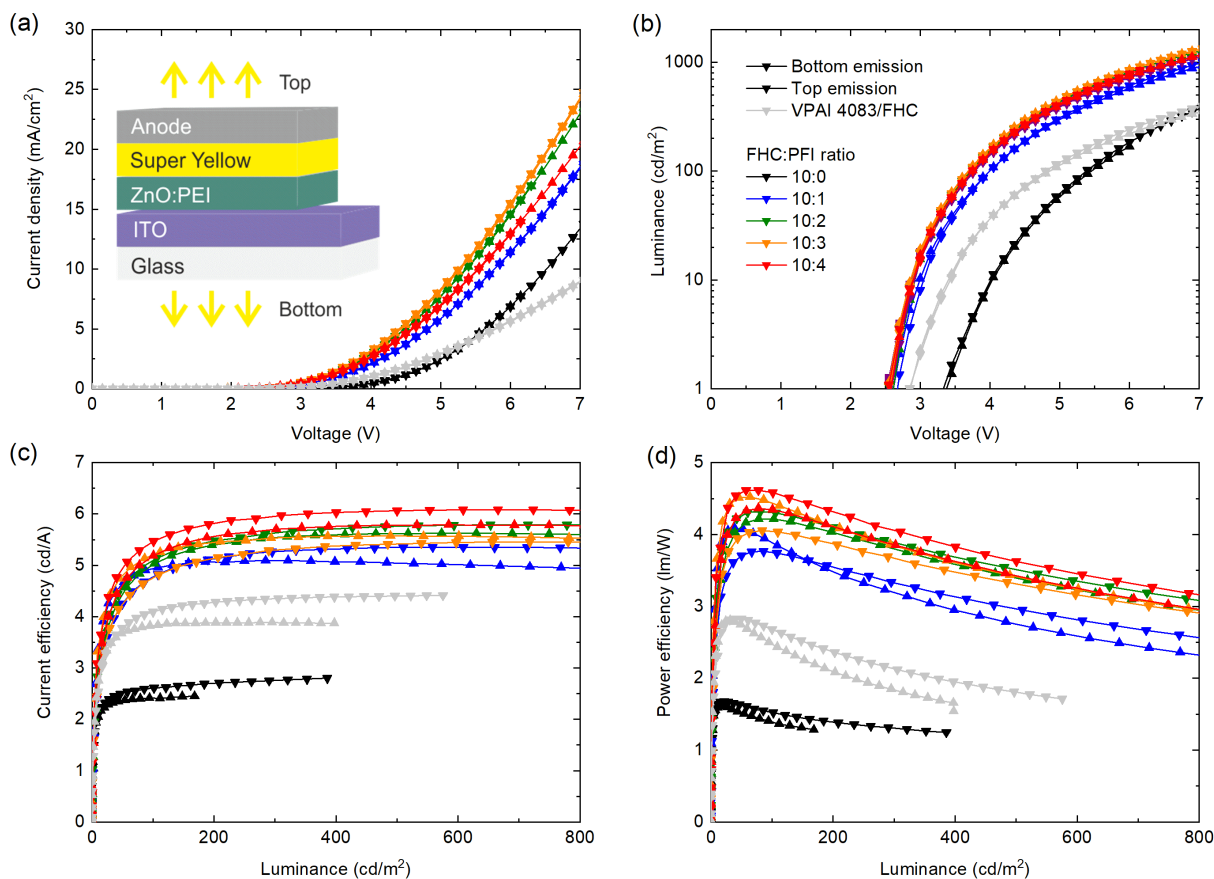 (a)
30
25
20
15
10
5
0
Current density (mA/cm²)
0 1 2 3 4 5 6 7
Voltage (V)
Top
Anode
Super Yellow
ZnO:PEI
ITO
Glass
Bottom
(b)
1000
100
10
1
Luminance (cd/m²)
0 1 2 3 4 5 6 7
Voltage (V)
Bottom emission
Top emission
VPAI 4083/FHC
FHC:PFI ratio
10:0
10:1
10:2
10:3
10:4
(c)
7
6
5
4
3
2
1
0
Current efficiency (cd/A)
0 200 400 600 800
Luminance (cd/m²)
(d)
5
4
3
2
1
0
Power efficiency (lm/W)
0 200 400 600 800
Luminance (cd/m²)